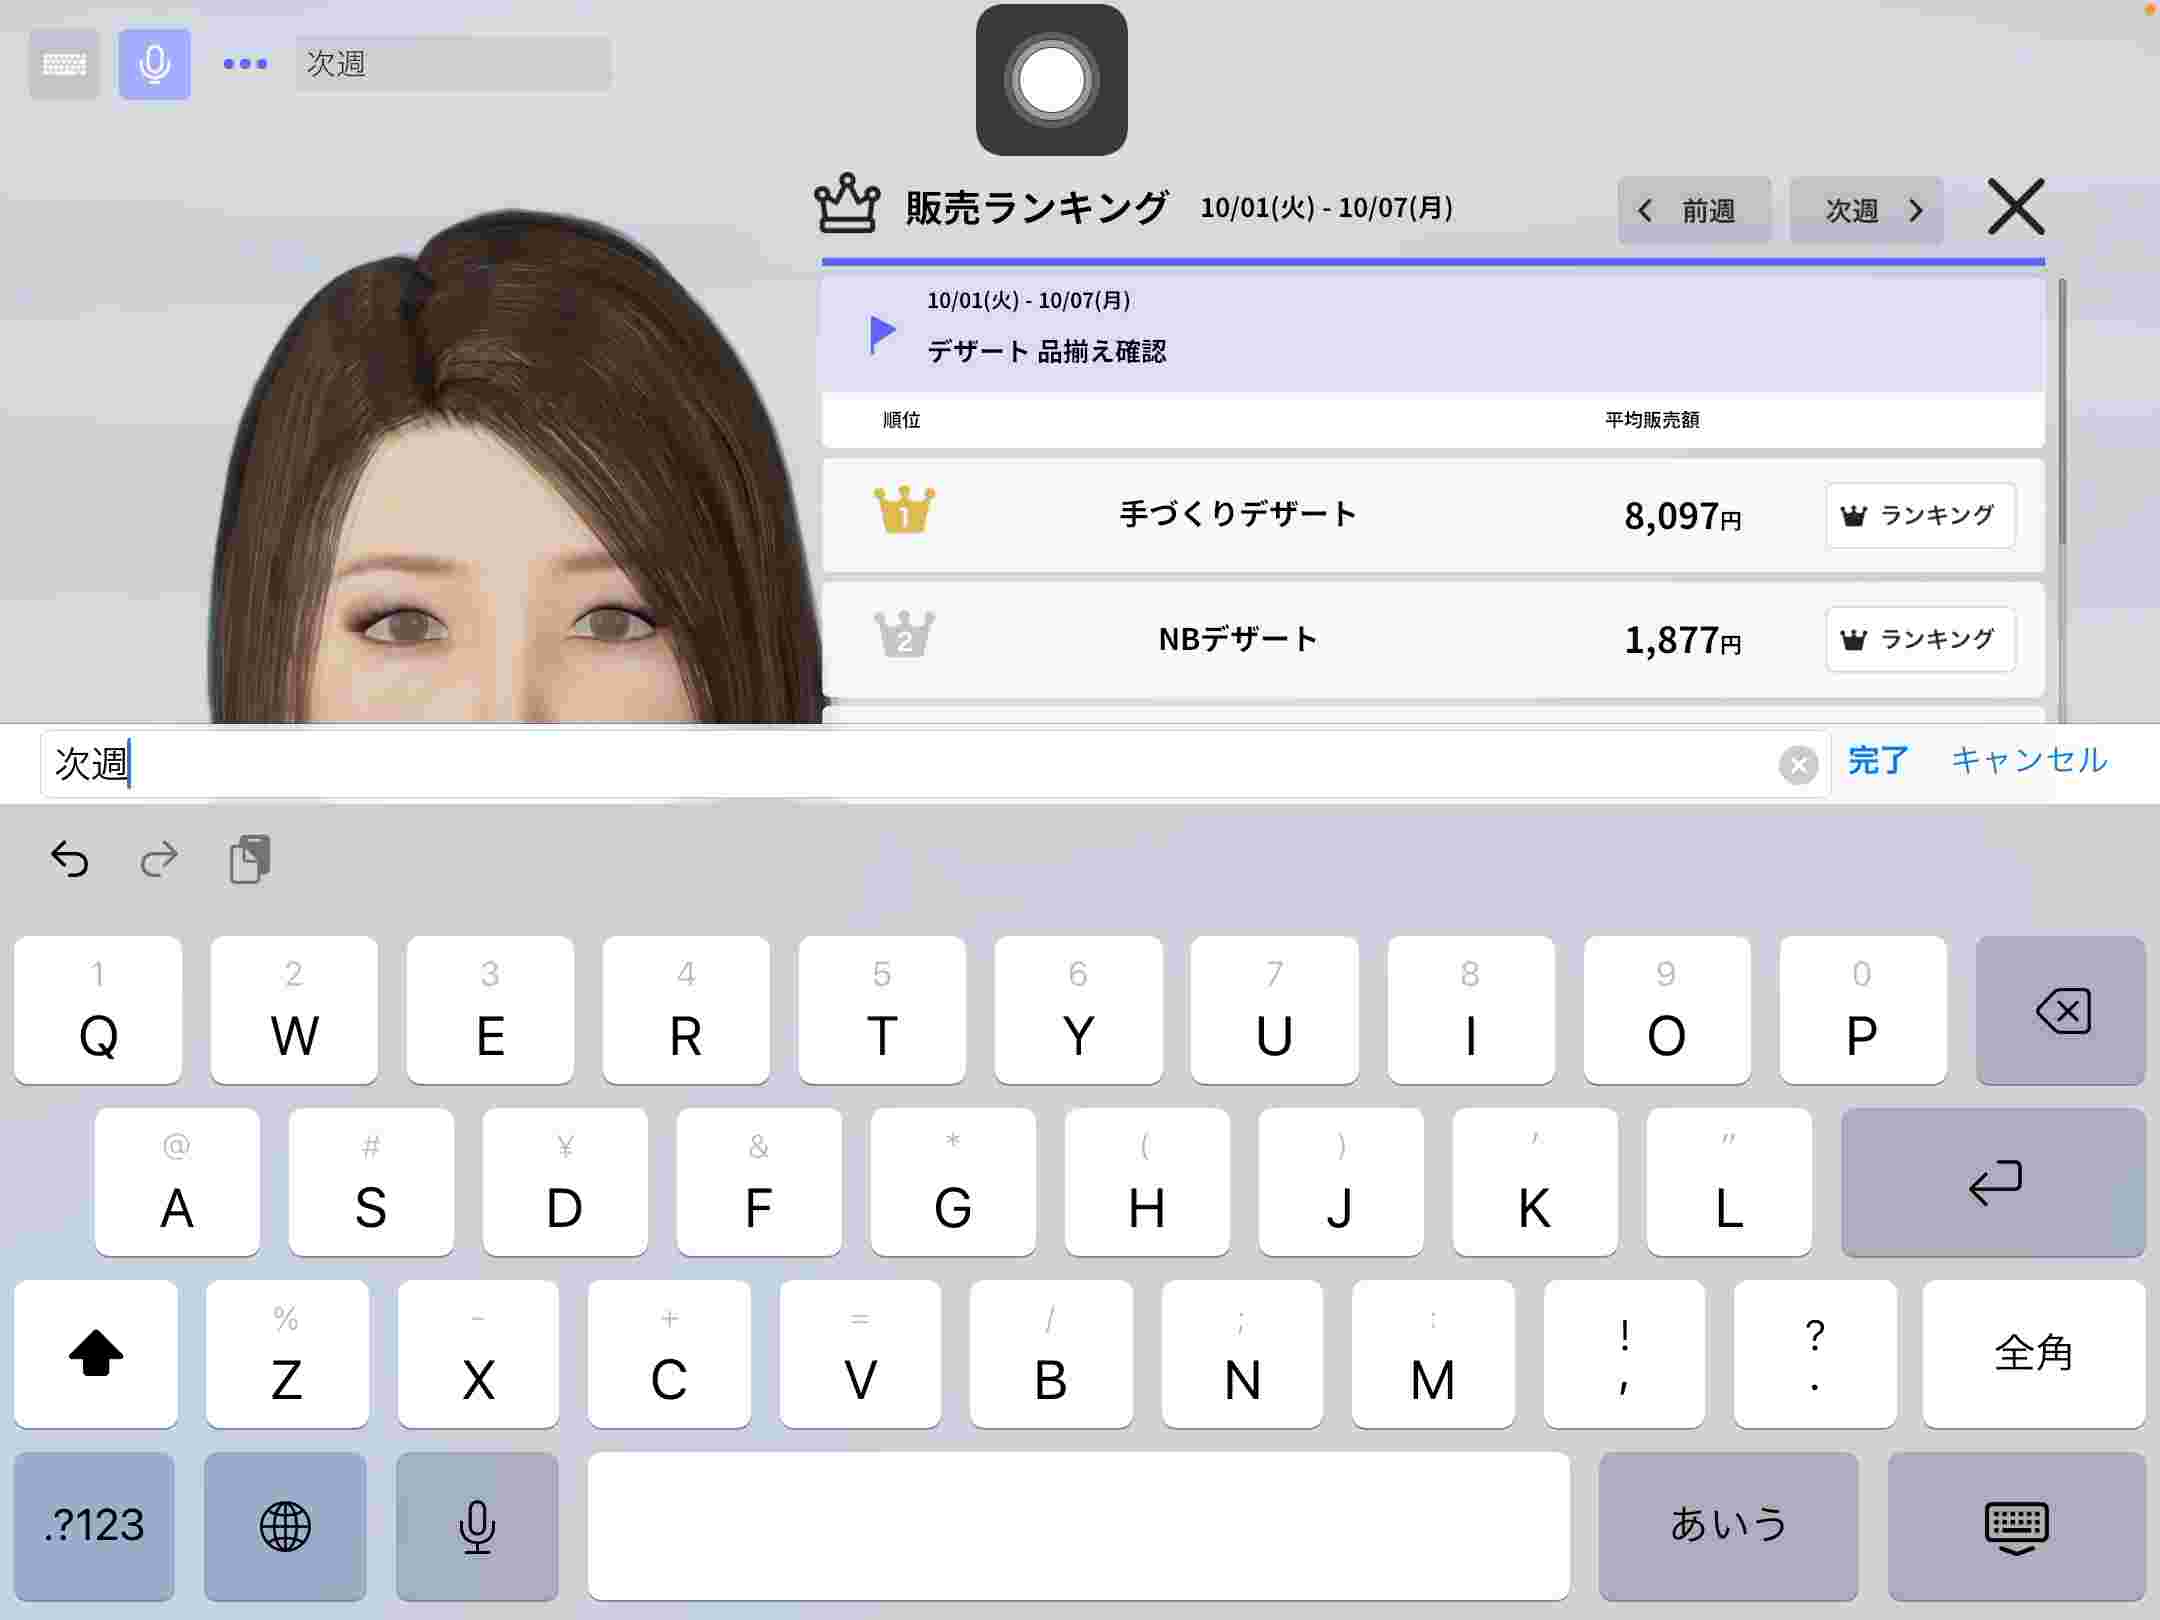 次週
販売ランキング 10/01(火) - 10/07(月) 前週 次週
10/01(火) - 10/07(月)
デザート 品揃え確認
順位 平均販売額
1 手づくりデザート 8,097円 ランキング
2 NBデザート 1,877円 ランキング
次週 完了 キャンセル
1 2 3 4 5 6 7 8 9 0
Q W E R T Y U I O P
@ # ¥ & * ( ) ' "
A S D F G H J K L
% - + = / ; : ! ?
Z X C V B N M , . 全角
.?123 あいう